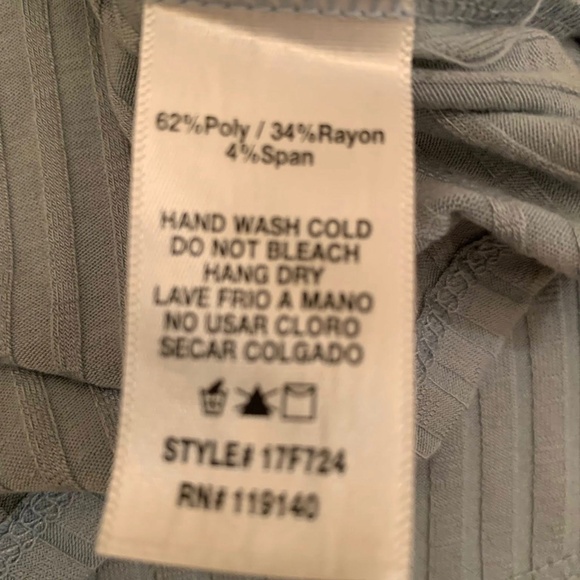 62%Poly / 34%Rayon
4%Span
HAND WASH COLD
DO NOT BLEACH
HANG DRY
LAVE FRIO A MANO
NO USAR CLORO
SECAR COLGADO
STYLE# 17F724
RN# 119140